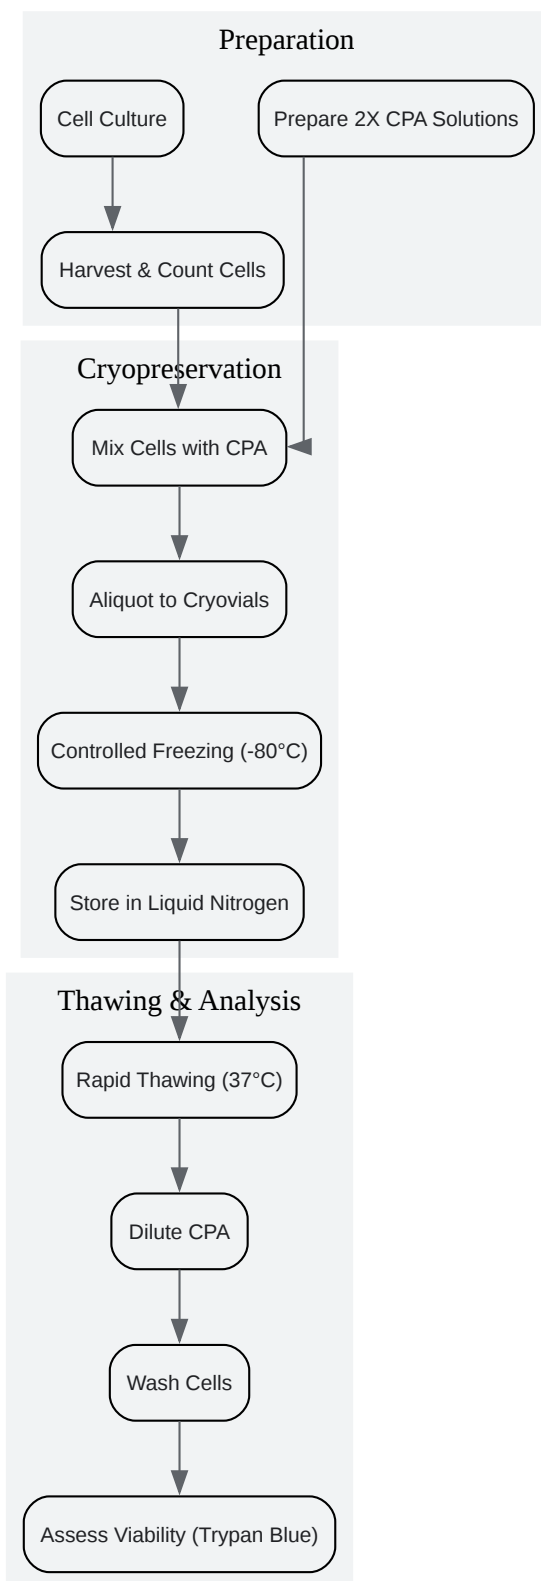 Preparation
Cell Culture
Prepare 2X CPA Solutions
Harvest & Count Cells
Cryopreservation
Mix Cells with CPA
Aliquot to Cryovials
Controlled Freezing (-80°C)
Store in Liquid Nitrogen
Thawing & Analysis
Rapid Thawing (37°C)
Dilute CPA
Wash Cells
Assess Viability (Trypan Blue)